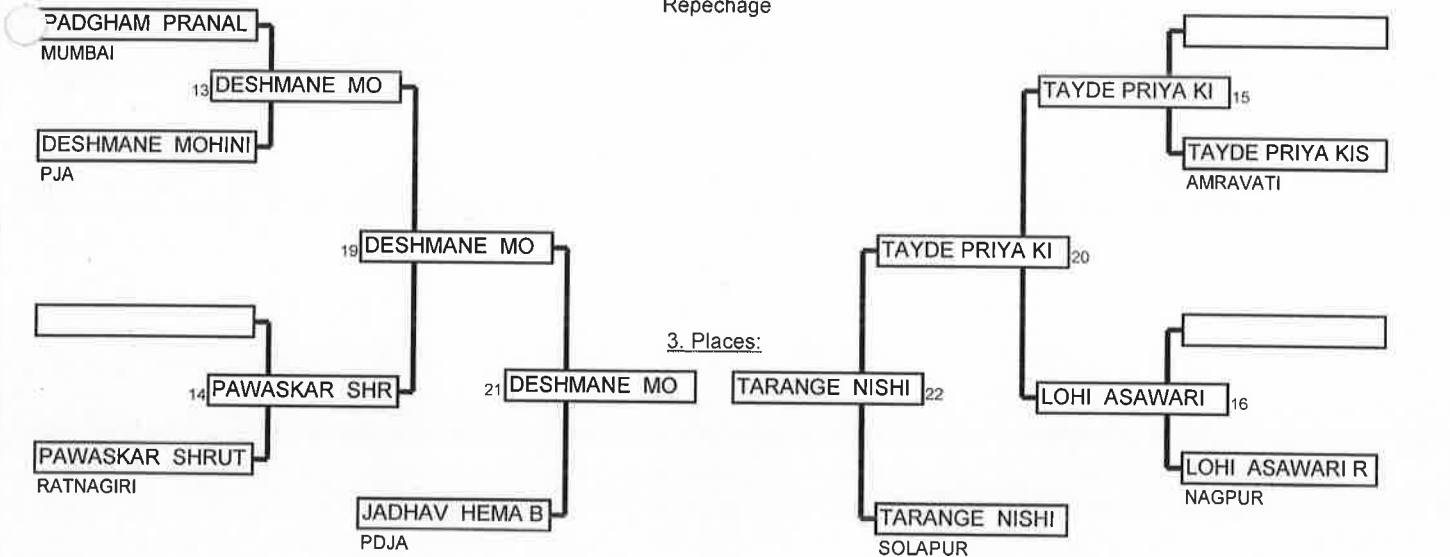 Repechage
PADGHAM PRANAL
MUMBAI
13 DESHMANE MO
DESHMANE MOHINI
PJA
19 DESHMANE MO
14 PAWASKAR SHR
PAWASKAR SHRUT
RATNAGIRI
21 DESHMANE MO
JADHAV HEMA B
PDJA
3. Places:
TAYDE PRIYA KI 15
TAYDE PRIYA KIS
AMRAVATI
TAYDE PRIYA KI 20
TARANGE NISHI 22
LOHI ASAWARI 16
LOHI ASAWARI R
NAGPUR
TARANGE NISHI
SOLAPUR